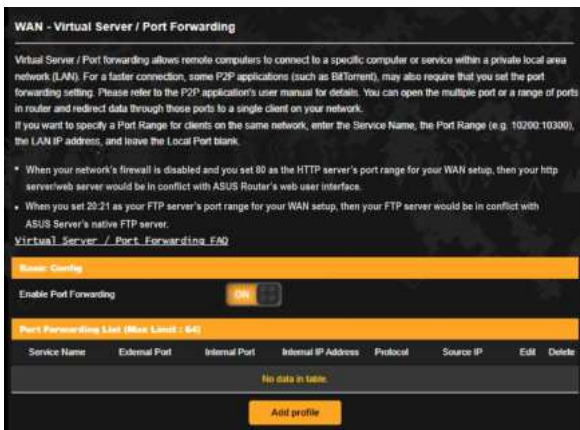 WAN - Virtual Server / Port Forwarding
Virtual Server / Port forwarding allows remote computers to connect to a specific computer or service within a private local area
network (LAN). For a faster connection, some P2P applications (such as BitTorrent), may also require that you set the port
forwarding setting. Please refer to the P2P application's user manual for details. You can open the multiple port or a range of ports
in router and redirect data through those ports to a single client on your network.
If you want to specify a Port Range for clients on the same network, enter the Service Name, the Port Range (e.g. 10200:10300),
the LAN IP address, and leave the Local Port blank.
• When your network's firewall is disabled and you set 80 as the HTTP server's port range for your WAN setup, then your http
server/web server would be in conflict with ASUS Router's web user interface.
• When you set 20:21 as your FTP server's port range for your WAN setup, then your FTP server would be in conflict with
ASUS Server's native FTP server.
Virtual Server / Port Forwarding FAQ
Basic Config
Enable Port Forwarding ON
Port Forwarding List (Max Limit : 64)
Service Name External Port Internal Port Internal IP Address Protocol Source IP Edit Delete
No data in table.
Add profile